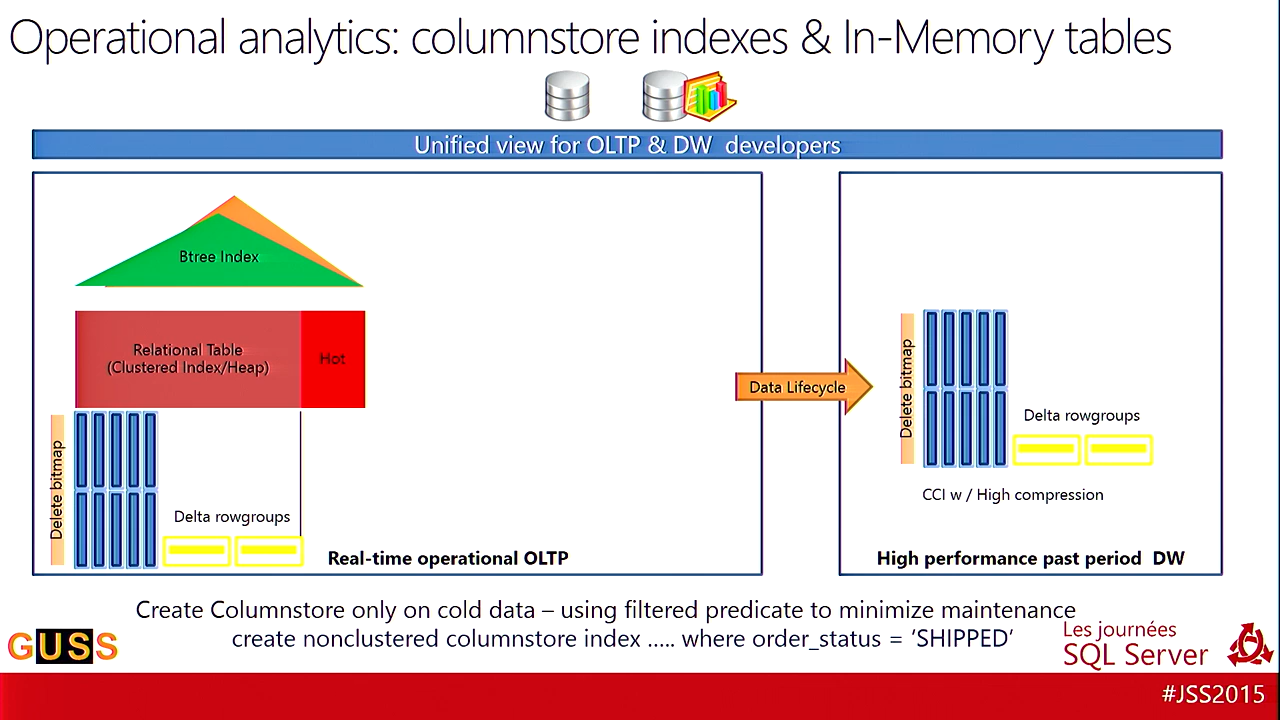 Operational analytics: columnstore indexes & In-Memory tables
Unified view for OLTP & DW developers
Btree Index
Relational Table
(Clustered Index/Heap)
Hot
Delete bitmap
Delta rowgroups
Real-time operational OLTP
Data Lifecycle
Delete bitmap
Delta rowgroups
CCI w / High compression
High performance past period DW
Create Columnstore only on cold data – using filtered predicate to minimize maintenance
create nonclustered columnstore index ..... where order_status = ’SHIPPED’
GUSS
Les journées
SQL Server
#JSS2015